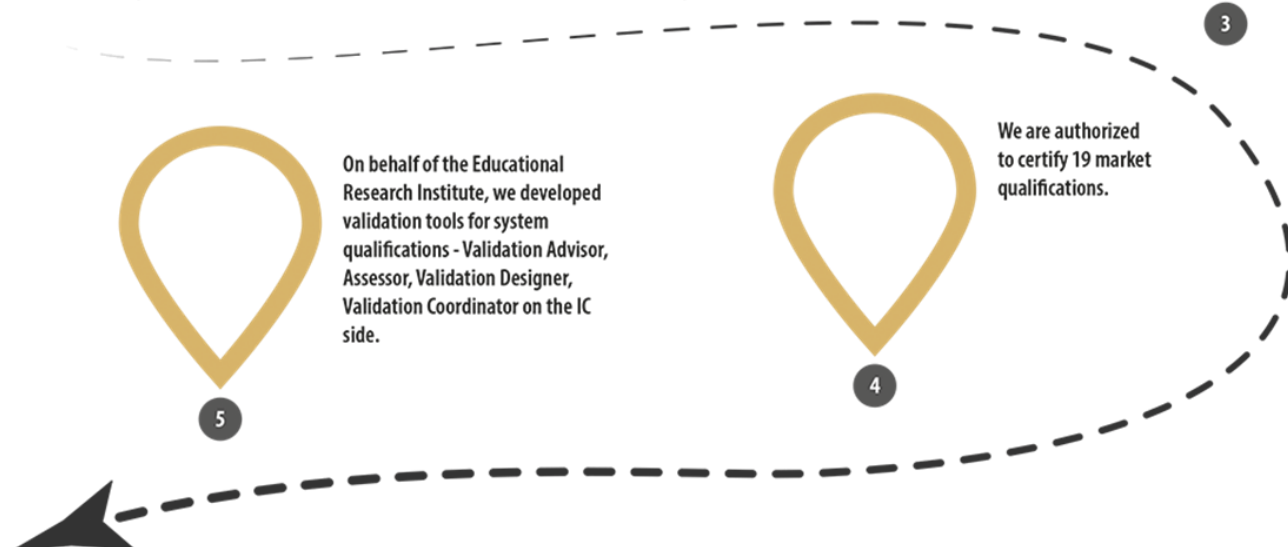 3
We are authorized
to certify 19 market
qualifications.
4
On behalf of the Educational
Research Institute, we developed
validation tools for system
qualifications - Validation Advisor,
Assessor, Validation Designer,
Validation Coordinator on the IC
side.
5